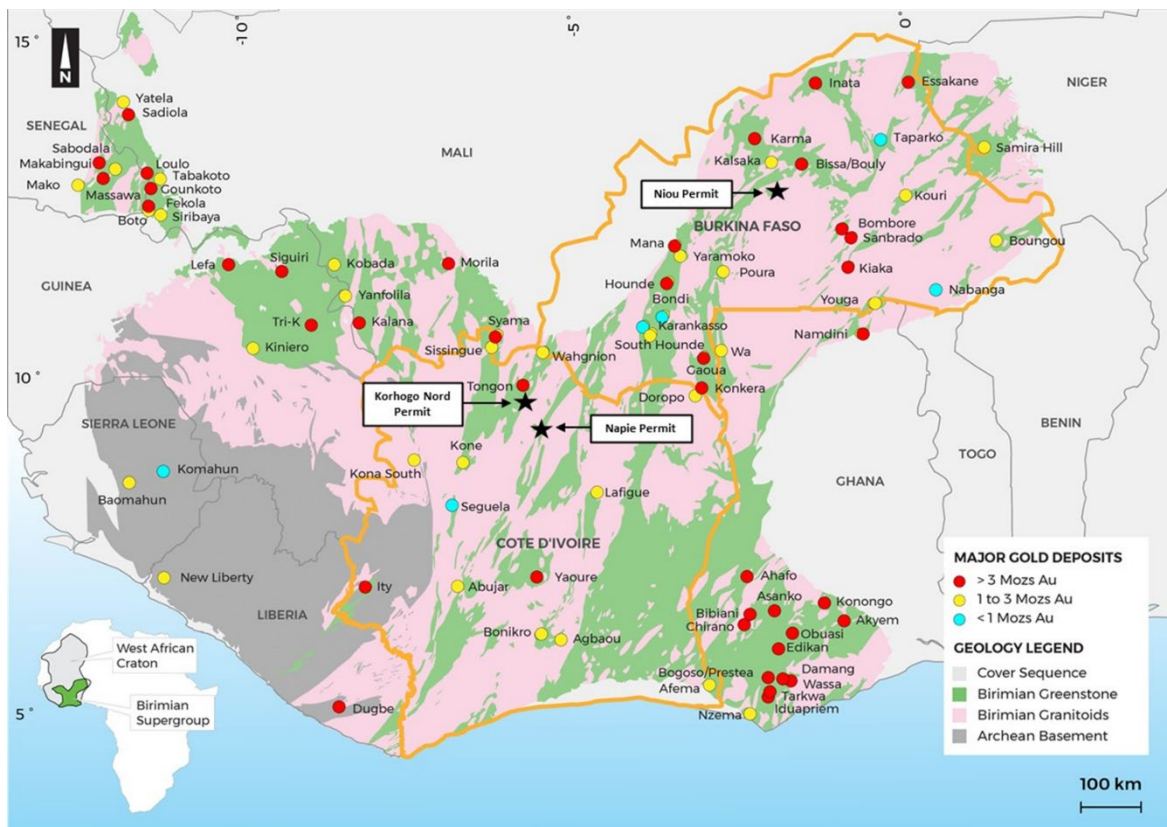 15°
-10°
-5°
0°
N
Yatela
Sadiola
SENEGAL
Sabodala
Makabingui
Loulo
Tabakoto
Mako
Massawa
Gounkoto
Fekola
Boto
Siribaya
MALI
NIGER
Inata
Essakane
Karma
Taparko
Kalsaka
Bissa/Bouly
Samira Hill
Niou Permit
Kouri
BURKINA FASO
Bombore
Sanbrado
Boungou
Mana
Yaramoko
Poura
Kiaka
Hounde
Bondi
Nabanga
Youga
Karankasso
South Hounde
Namdini
Wa
Gaoua
Konkera
Doropo
Lefa
Siguiri
Kobada
Morila
GUINEA
Yanfolila
Tri-K
Kalana
Syama
Kiniero
Sissingue
Wahgnion
10°
Tongon
Korhogo Nord
Permit
Napie Permit
SIERRA LEONE
Komahun
Baomahun
Kone
Kona South
Seguela
Lafigue
BENIN
TOGO
GHANA
COTE D'IVOIRE
New Liberty
LIBERIA
Ity
Abujar
Yaoure
Bonikro
Agbaou
Ahafo
Asanko
Konongo
Bibiani
Chirano
Akyem
Obuasi
Edikan
Bogoso/Prestea
Damang
Afema
Wassa
Tarkwa
Iduapriem
Nzema
Dugbe
5°
West African
Craton
Birimian
Supergroup
MAJOR GOLD DEPOSITS
> 3 Mozs Au
1 to 3 Mozs Au
< 1 Mozs Au
GEOLOGY LEGEND
Cover Sequence
Birimian Greenstone
Birimian Granitoids
Archean Basement
100 km